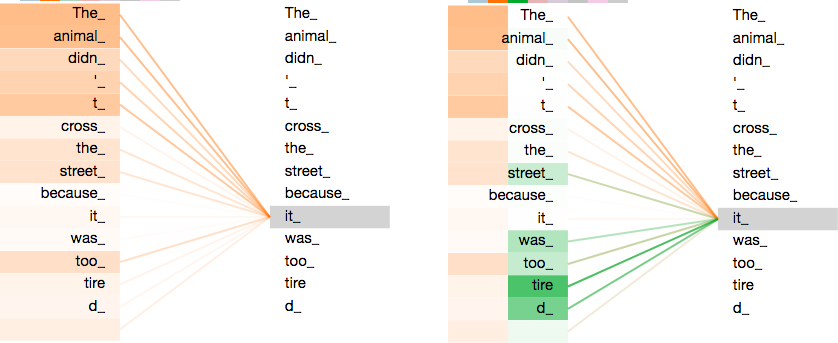 The_ The_ The_ The_
animal_ animal_ animal_ animal_
didn_ didn_ didn_ didn_
'_ '_ '_ '_
t_ t_ t_ t_
cross_ cross_ cross_ cross_
the_ the_ the_ the_
street_ street_ street_ street_
because_ because_ because_ because_
it_ it_ it_ it_
was_ was_ was_ was_
too_ too_ too_ too_
tire tire tire tire
d_ d_ d_ d_